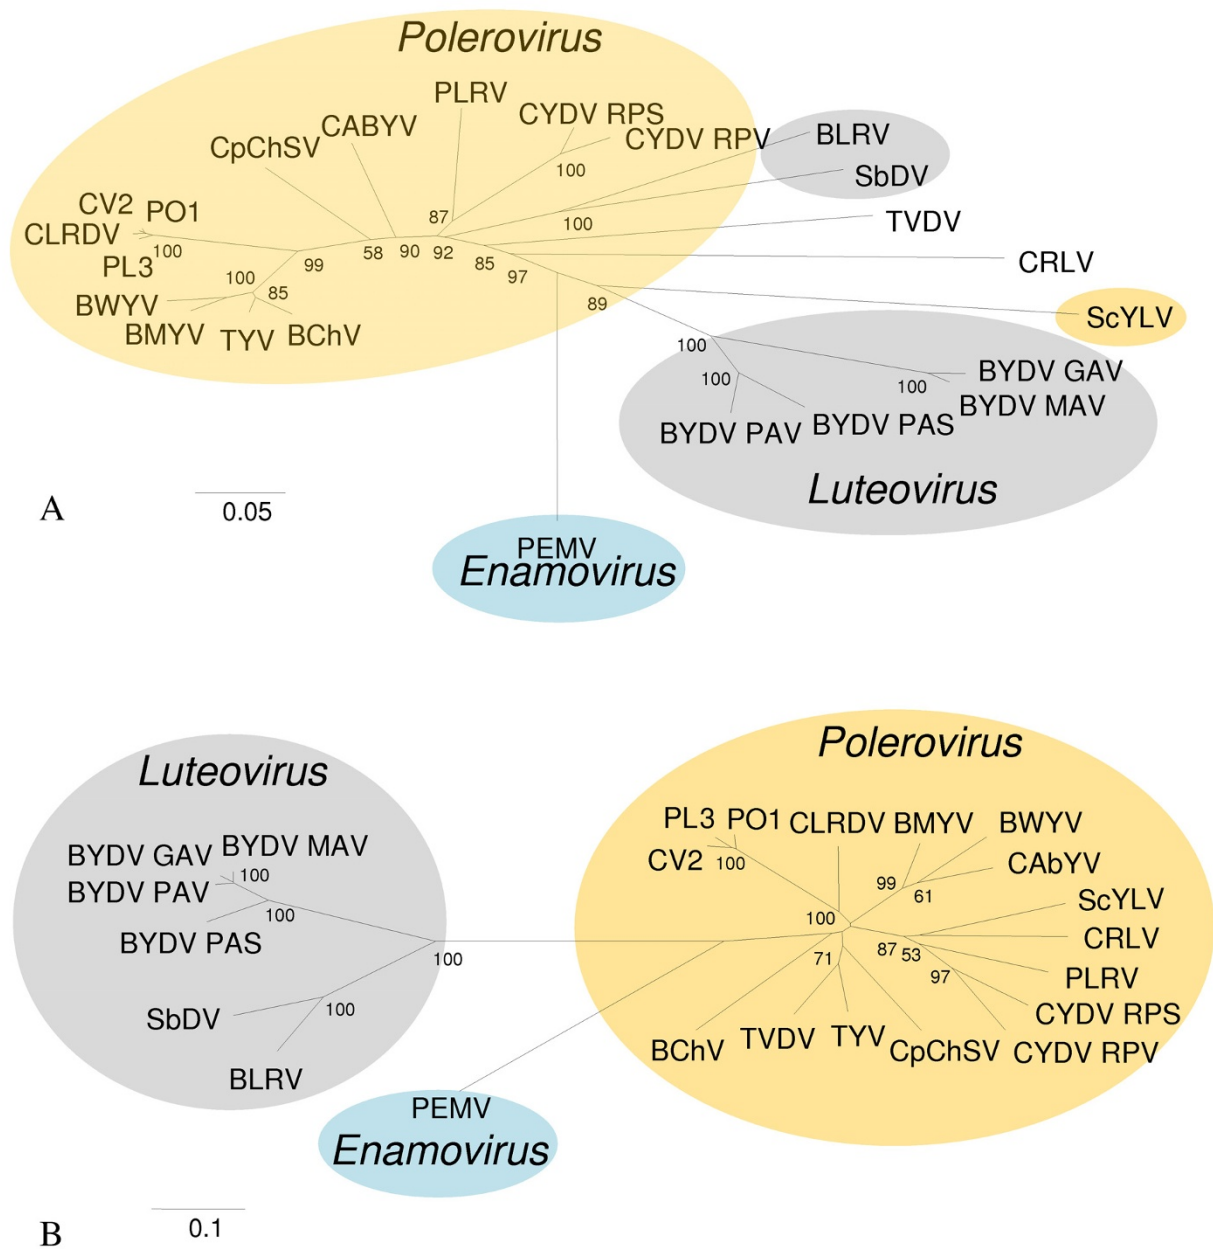 Polerovirus
PLRV
CYDV RPS
CABYV
CYDV RPV
BLRV
CpChSV
SbDV
100
CV2
PO1
87
100
TVDV
CLRDV
100
58
90
92
85
97
CRLV
PL3
99
100
85
89
BWYV
ScYLV
BMYV
TYV
BChV
100
100
100
BYDV GAV
BYDV MAV
BYDV PAV
BYDV PAS
Luteovirus
A
0.05
PEMV
Enamovirus
Polerovirus
Luteovirus
PL3
PO1
CLRDV
BMYV
BWYV
BYDV GAV
BYDV MAV
CV2
100
CAbYV
BYDV PAV
100
99
61
ScYLV
100
100
BYDV PAS
CRLV
100
71
87
53
97
PLRV
SbDV
100
CYDV RPS
BChV
TVDV
TYV
CpChSV
CYDV RPV
BLRV
PEMV
Enamovirus
B
0.1